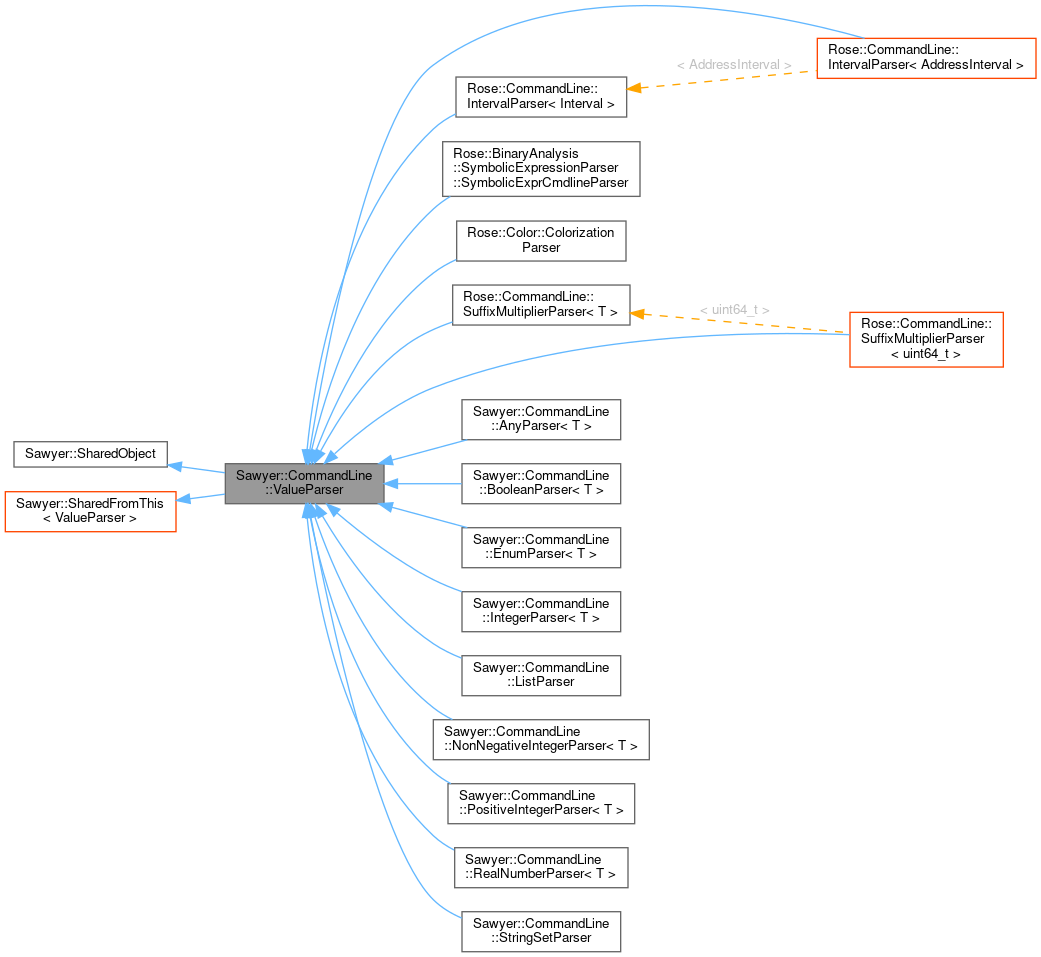 Rose::CommandLine::
IntervalParser< AddressInterval >
< AddressInterval >
Rose::CommandLine::
IntervalParser< Interval >
Rose::BinaryAnalysis
::SymbolicExpressionParser
::SymbolicExprCmdlineParser
Rose::Color::Colorization
Parser
Rose::CommandLine::
SuffixMultiplierParser< T >
< uint64_t >
Rose::CommandLine::
SuffixMultiplierParser
< uint64_t >
Sawyer::CommandLine
::AnyParser< T >
Sawyer::SharedObject
Sawyer::SharedFromThis
< ValueParser >
Sawyer::CommandLine
::ValueParser
Sawyer::CommandLine
::BooleanParser< T >
Sawyer::CommandLine
::EnumParser< T >
Sawyer::CommandLine
::IntegerParser< T >
Sawyer::CommandLine
::ListParser
Sawyer::CommandLine
::NonNegativeIntegerParser< T >
Sawyer::CommandLine
::PositiveIntegerParser< T >
Sawyer::CommandLine
::RealNumberParser< T >
Sawyer::CommandLine
::StringSetParser